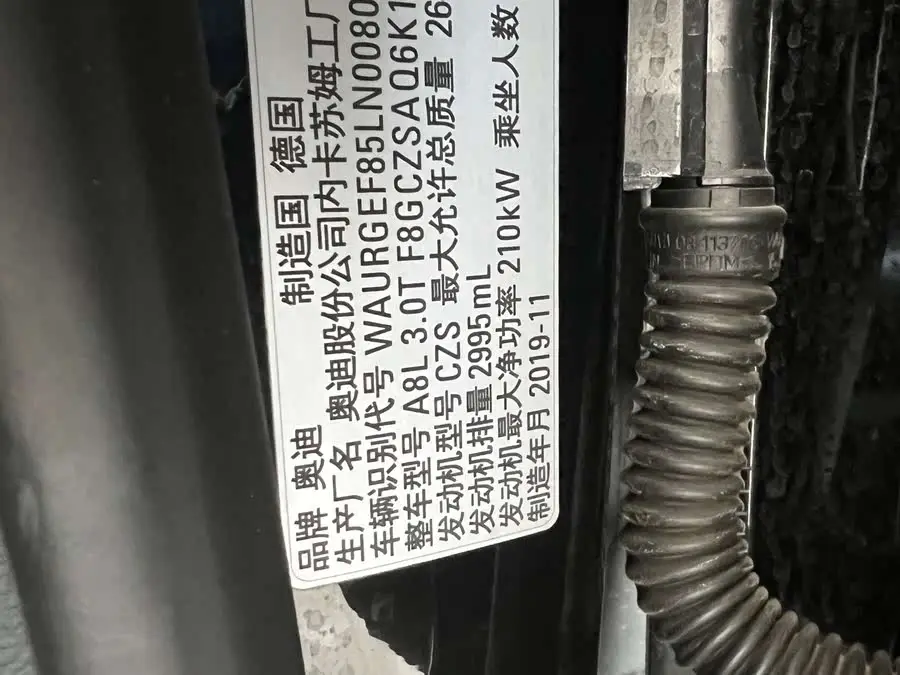 品牌 奥迪 制造国 德国
生产厂名 奥迪股份公司内卡苏姆工厂
车辆识别代号 WAURGEF85LN0080
整车型号 A8L 3.0T F8GCZSAQ6K1
发动机型号 CZS 最大允许总质量 26
发动机排量 2995mL
发动机最大净功率 210kW 乘坐人数
制造年月 2019-11